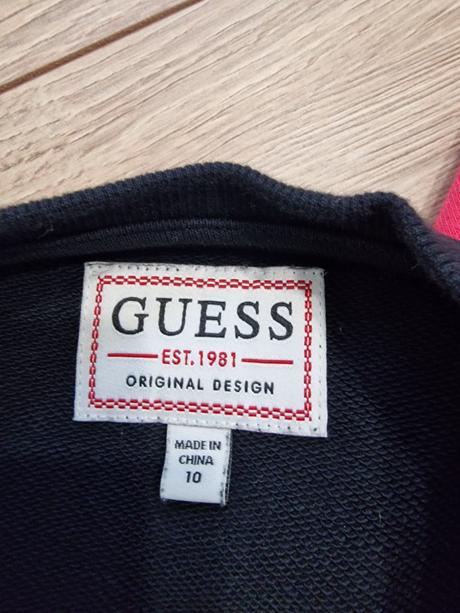 GUESS
EST.1981
ORIGINAL DESIGN
MADE IN
CHINA
10